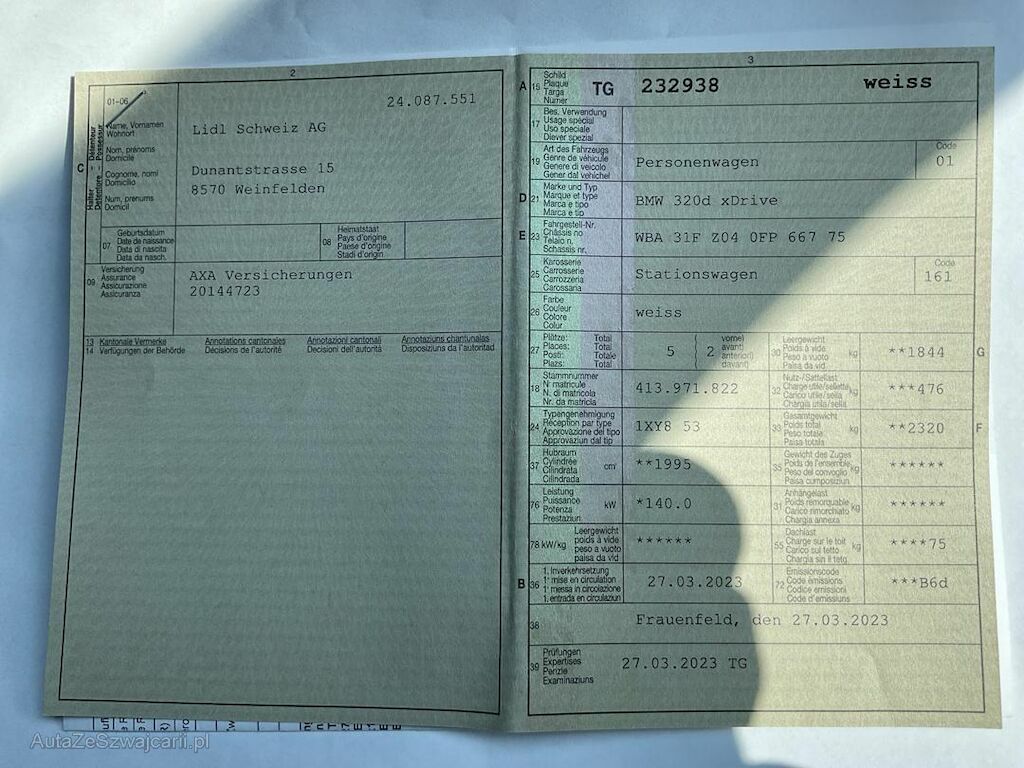 2
01-06
24.087.551
C
Halter - Détenteur
Detentore - Possessur
Name, Vornamen
Wohnort
Nom, prénoms
Domicile
Cognome, nomi
Domicilio
Num, prenums
Domicil
Lidl Schweiz AG
Dunantstrasse 15
8570 Weinfelden
07
Geburtsdatum
Date de naissance
Data di nascita
Data da nasch.
08
Heimatstaat
Pays d'origine
Paese d'origine
Stadi d'origin
09
Versicherung
Assurance
Assicurazione
Assicuranza
AXA Versicherungen
20144723
13 Kantonale Vermerke Annotations cantonales Annotazioni cantonali Annotaziuns chantunalas
14 Verfügungen der Behörde Décisions de l'autorité Decisioni dell'autorità Disposiziuns da l'autoritad
3
A 15
Schild
Plaque
Targa
Numer
TG 232938 weiss
17
Bes. Verwendung
Usage spécial
Uso speciale
Diever spezial
19
Art des Fahrzeugs
Genre de véhicule
Genere di veicolo
Gener dal vehichel
Personenwagen
Code
01
D 21
Marke und Typ
Marque et type
Marca e tipo
Marca e tip
BMW 320d xDrive
E 23
Fahrgestell-Nr.
Châssis no
Telaio n.
Schassis nr.
WBA 31F Z04 0FP 667 75
25
Karosserie
Carrosserie
Carrozzeria
Carossaria
Stationswagen
Code
161
26
Farbe
Couleur
Colore
Colur
weiss
27
Plätze: Total
Places: Total
Posti: Totale
Plazs: Total
5 2
vorne)
avant)
anteriori)
davant)
30
Leergewicht
Poids à vide
Peso a vuoto
Paisa da vid
kg
**1844
G
18
Stammnummer
N° matricule
N. di matricola
Nr. da matricla
413.971.822
32
Nutz-/Sattellast
Charge utile/sellette
Carico utile/sella
Chargia utila/sella
kg
***476
24
Typengenehmigung
Réception par type
Approvazione del tipo
Approvaziun dal tip
1XY8 53
33
Gesamtgewicht
Poids total
Peso totale
Paisa totala
kg
**2320
F
37
Hubraum
Cylindrée
Cilindrata
Cilindrada
cm³
**1995
35
Gewicht des Zuges
Poids de l'ensemble
Peso del convoglio
Paisa cumposiziun
kg
******
76
Leistung
Puissance
Potenza
Prestaziun
kW
*140.0
31
Anhängelast
Poids remorquable
Carico rimorchiato
Chargia annexa
kg
******
78 kW/kg
Leergewicht
poids à vide
peso a vuoto
paisa da vid
******
55
Dachlast
Charge sur le toit
Carico sul tetto
Chargia sin il tetg
kg
****75
B 36
1. Inverkehrsetzung
1re mise en circulation
1a messa in circolazione
1. entrada en circulaziun
27.03.2023
72
Emissionscode
Code émissions
Codice emissioni
Code d'emissiuns
***B6d
38
Frauenfeld, den 27.03.2023
39
Prüfungen
Expertises
Perizie
Examinaziuns
27.03.2023 TG
AutaZeSzwajcarii.pl